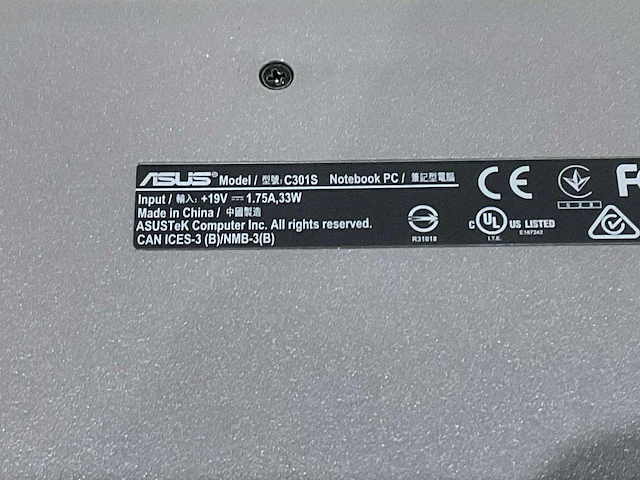 ASUS® Model / 型號: C301S Notebook PC / 筆記型電腦
Input / 輸入: +19V ⎓ 1.75A,33W
Made in China / 中國製造
ASUSTeK Computer Inc. All rights reserved.
CAN ICES-3 (B)/NMB-3(B)
CE
R31918
C UL US LISTED
I.T.E. E187242